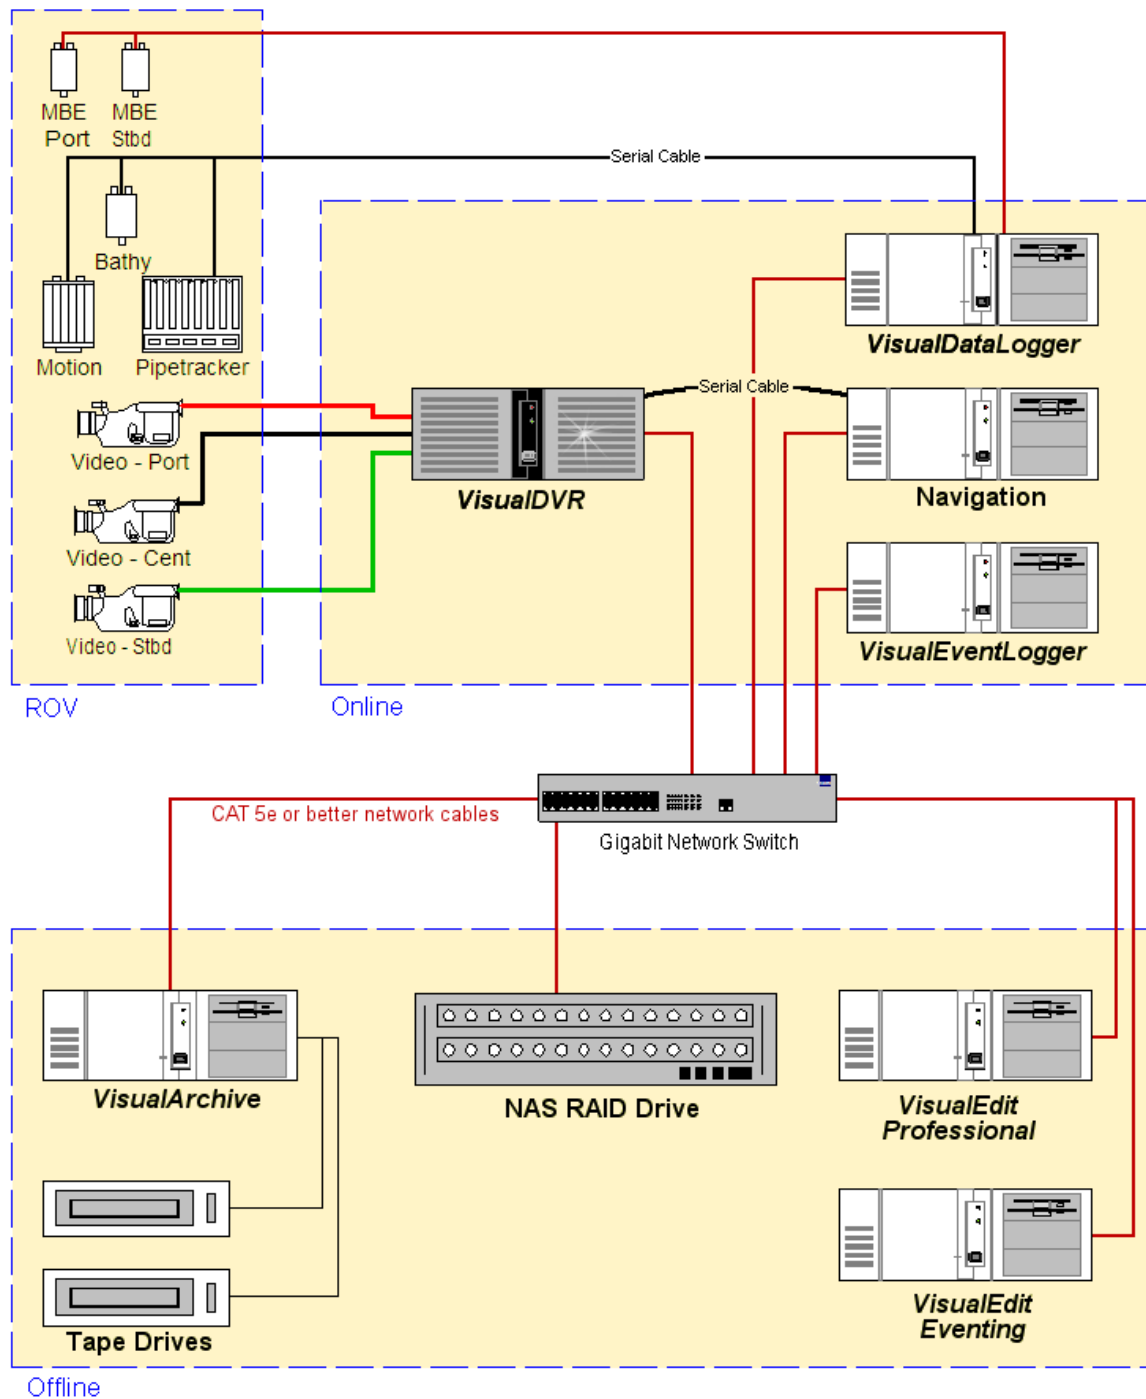 MBE
Port
MBE
Stbd
Serial Cable
Bathy
Motion
Pipetracker
VisualDataLogger
Serial Cable
Video - Port
VisualDVR
Navigation
Video - Cent
Video - Stbd
VisualEventLogger
ROV
Online
CAT 5e or better network cables
Gigabit Network Switch
VisualArchive
NAS RAID Drive
VisualEdit
Professional
Tape Drives
VisualEdit
Eventing
Offline